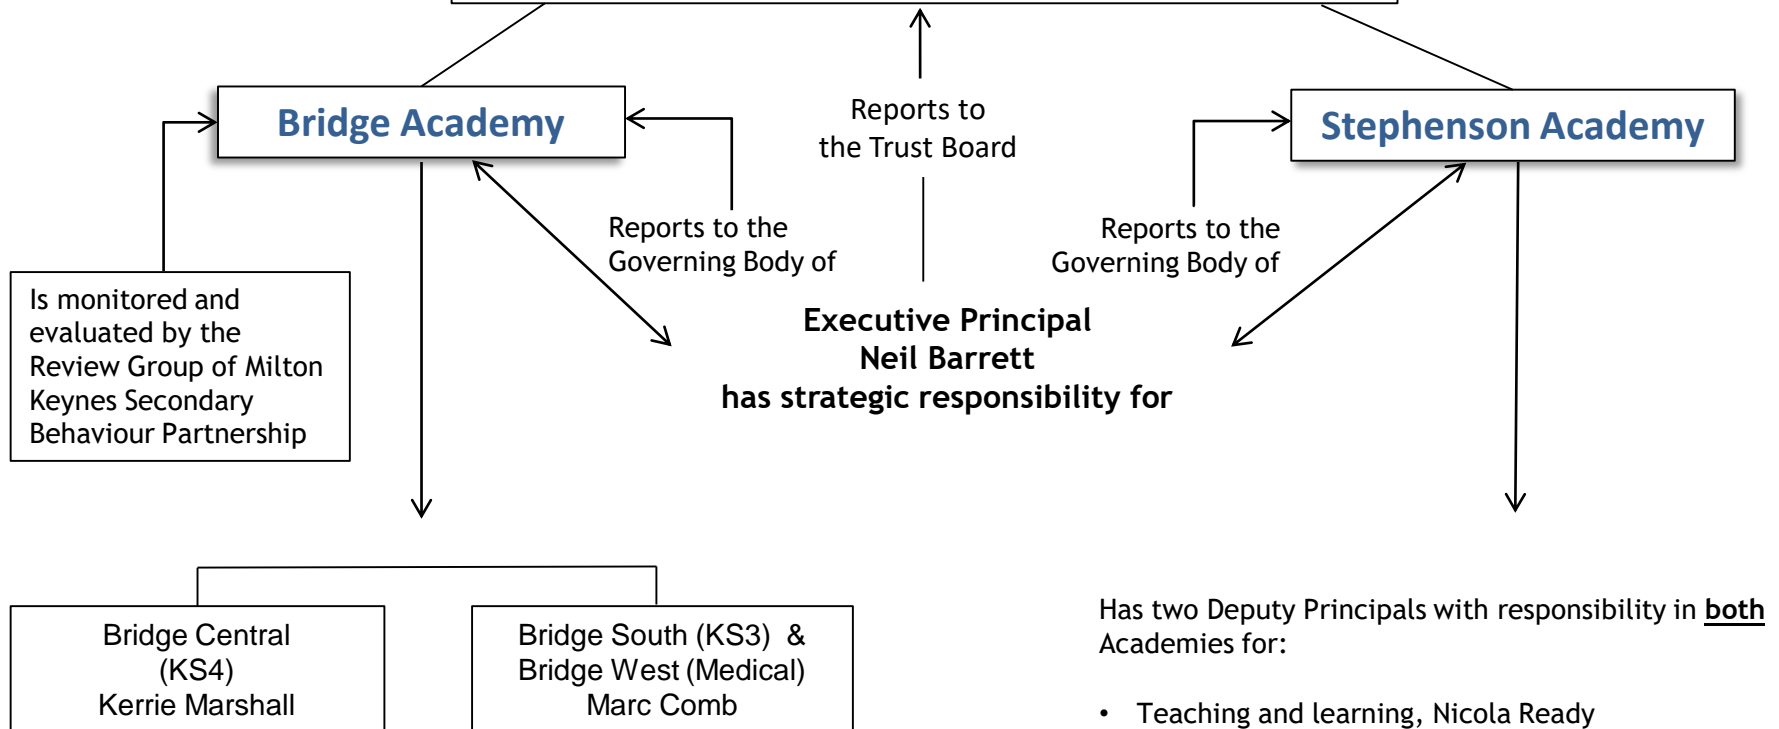 Bridge Academy
Reports to
the Trust Board
Stephenson Academy
Reports to the
Governing Body of
Reports to the
Governing Body of
Is monitored and
evaluated by the
Review Group of Milton
Keynes Secondary
Behaviour Partnership
Executive Principal
Neil Barrett
has strategic responsibility for
Bridge Central
(KS4)
Kerrie Marshall
Bridge South (KS3) &
Bridge West (Medical)
Marc Comb
Has two Deputy Principals with responsibility in both
Academies for:
• Teaching and learning, Nicola Ready